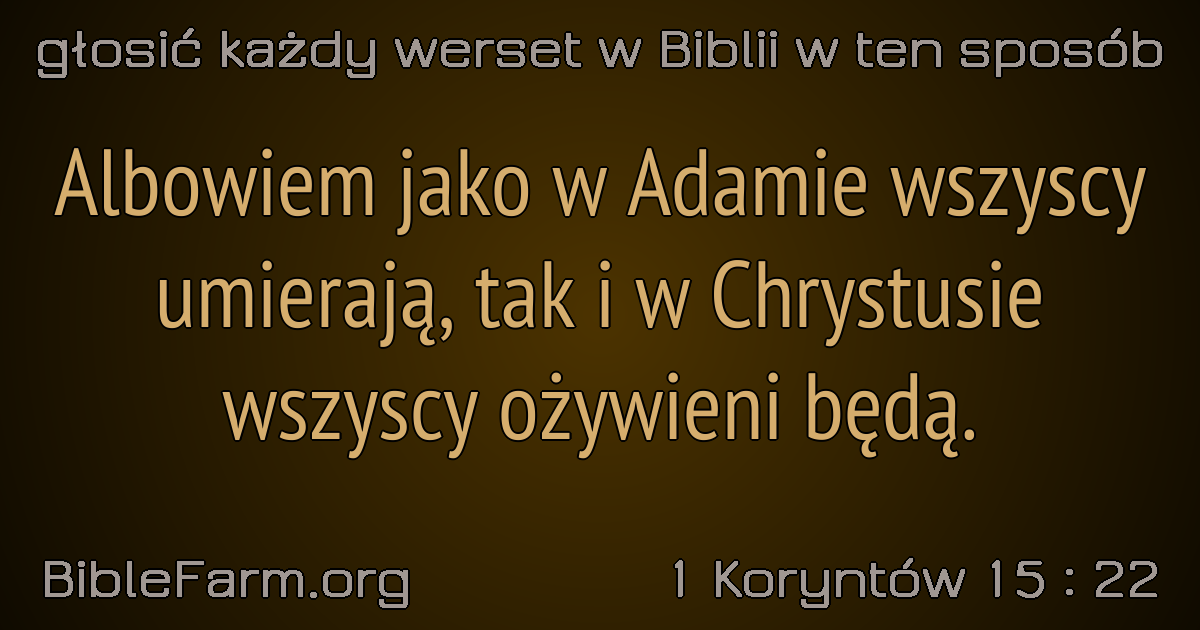 głosić każdy werset w Biblii w ten sposób
Albowiem jako w Adamie wszyscy
umierają, tak i w Chrystusie
wszyscy ożywieni będą.
BibleFarm.org
1 Koryntów 15 : 22